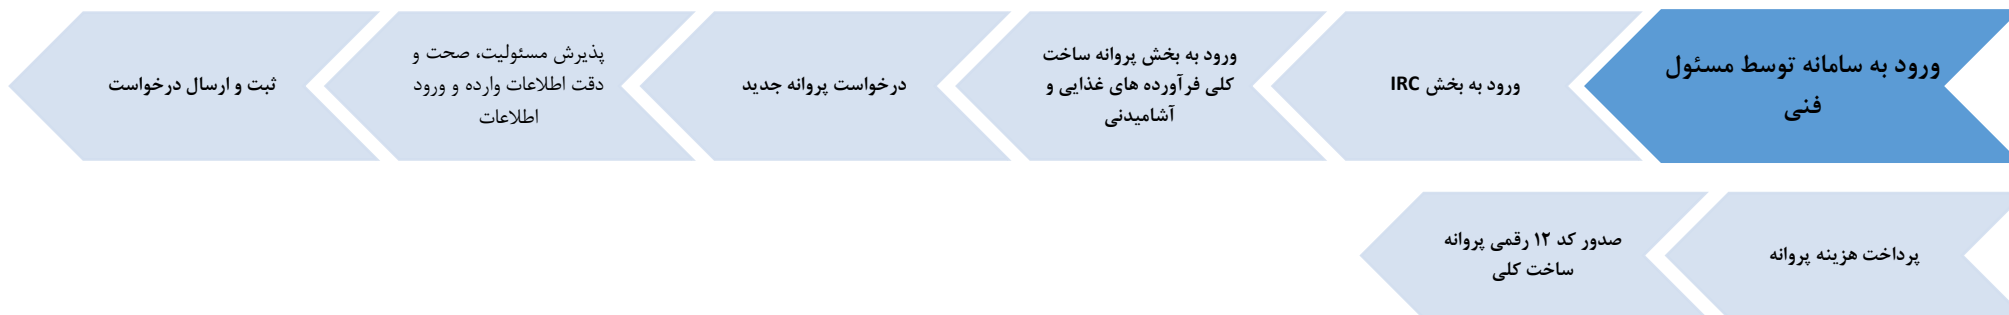 ورود به سامانه توسط مسئول
فنی
ورود به بخش IRC
ورود به بخش پروانه ساخت
کلی فرآورده های غذایی و
آشامیدنی
درخواست پروانه جدید
پذیرش مسئولیت، صحت و
دقت اطلاعات وارده و ورود
اطلاعات
ثبت و ارسال درخواست
پرداخت هزینه پروانه
صدور کد ۱۲ رقمی پروانه
ساخت کلی